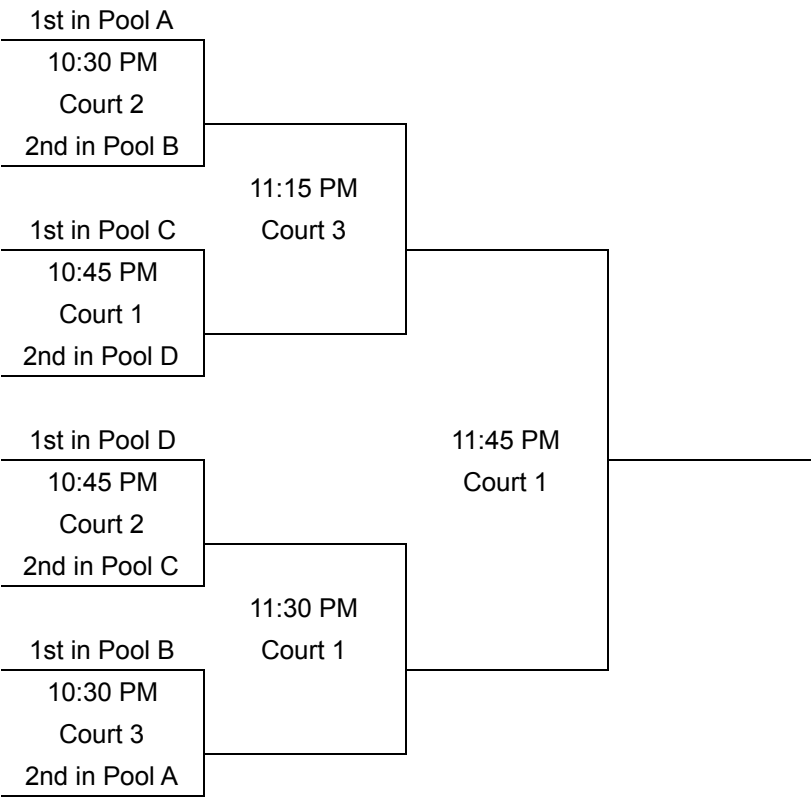 1st in Pool A
10:30 PM
Court 2
2nd in Pool B
11:15 PM
Court 3
1st in Pool C
10:45 PM
Court 1
2nd in Pool D
1st in Pool D
10:45 PM
Court 2
2nd in Pool C
11:45 PM
Court 1
11:30 PM
Court 1
1st in Pool B
10:30 PM
Court 3
2nd in Pool A